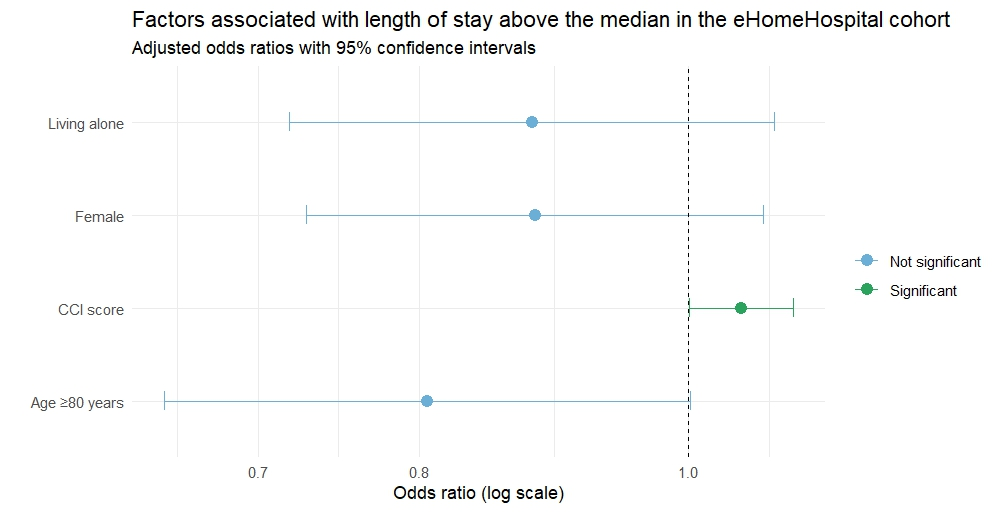 Factors associated with length of stay above the median in the eHomeHospital cohort
Adjusted odds ratios with 95% confidence intervals
Living alone
Female
CCI score
Age ≥80 years
0.7 0.8 1.0
Odds ratio (log scale)
Not significant
Significant